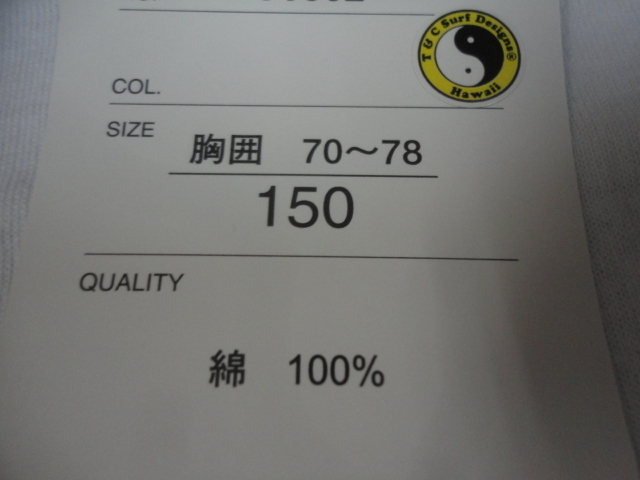 T & C Surf Designs®
Hawaii
COL.
SIZE
胸囲 70～78
150
QUALITY
綿 100%